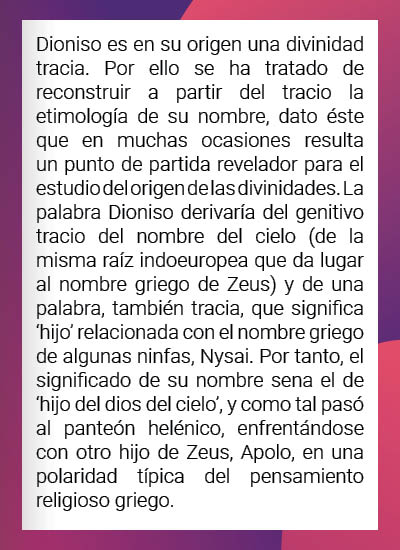 Dioniso es en su origen una divinidad
tracia. Por ello se ha tratado de
reconstruir a partir del tracio la
etimología de su nombre, dato éste
que en muchas ocasiones resulta
un punto de partida revelador para el
estudio del origen de las divinidades. La
palabra Dioniso derivaría del genitivo
tracio del nombre del cielo (de la
misma raíz indoeuropea que da lugar
al nombre griego de Zeus) y de una
palabra, también tracia, que significa
‘hijo’ relacionada con el nombre griego
de algunas ninfas, Nysai. Por tanto, el
significado de su nombre sena el de
‘hijo del dios del cielo’, y como tal pasó
al panteón helénico, enfrentándose
con otro hijo de Zeus, Apolo, en una
polaridad típica del pensamiento
religioso griego.